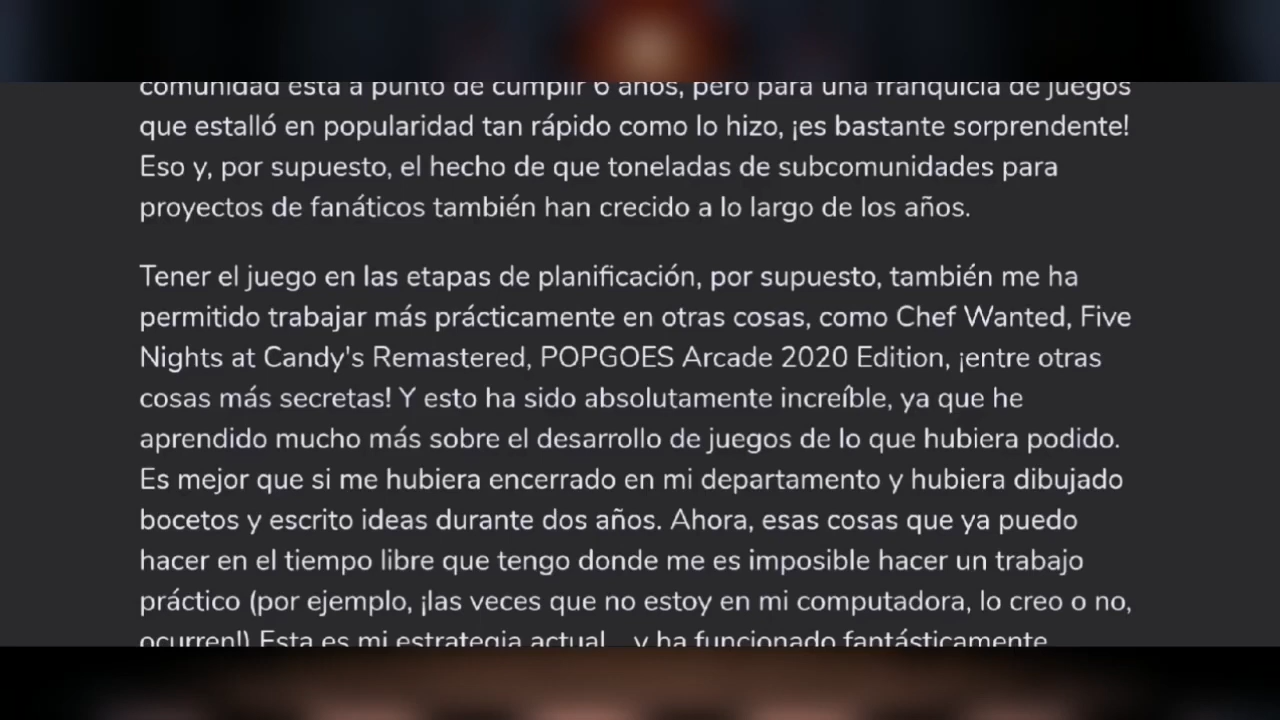 comunidad está a punto de cumplir 6 años, pero para una franquicia de juegos
que estalló en popularidad tan rápido como lo hizo, ¡es bastante sorprendente!
Eso y, por supuesto, el hecho de que toneladas de subcomunidades para
proyectos de fanáticos también han crecido a lo largo de los años.
Tener el juego en las etapas de planificación, por supuesto, también me ha
permitido trabajar más prácticamente en otras cosas, como Chef Wanted, Five
Nights at Candy's Remastered, POPGOES Arcade 2020 Edition, ¡entre otras
cosas más secretas! Y esto ha sido absolutamente increíble, ya que he
aprendido mucho más sobre el desarrollo de juegos de lo que hubiera podido.
Es mejor que si me hubiera encerrado en mi departamento y hubiera dibujado
bocetos y escrito ideas durante dos años. Ahora, esas cosas que ya puedo
hacer en el tiempo libre que tengo donde me es imposible hacer un trabajo
práctico (por ejemplo, ¡las veces que no estoy en mi computadora, lo creo o no,
ocurren!) Esta es mi estrategia actual... y ha funcionado fantásticamente